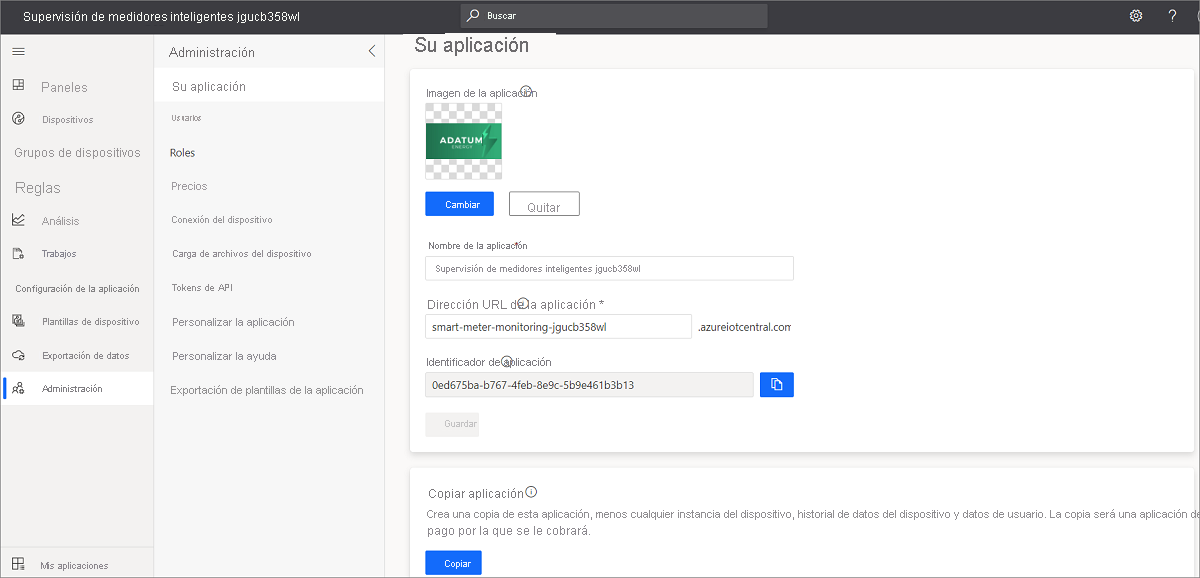 Supervisión de medidores inteligentes jgucb358wl
Buscar
?
Paneles
Dispositivos
Grupos de dispositivos
Reglas
Análisis
Trabajos
Configuración de la aplicación
Plantillas de dispositivo
Exportación de datos
Administración
Mis aplicaciones
Administración
Su aplicación
Usuarios
Roles
Precios
Conexión del dispositivo
Carga de archivos del dispositivo
Tokens de API
Personalizar la aplicación
Personalizar la ayuda
Exportación de plantillas de la aplicación
Su aplicación
Imagen de la aplicación
ADATUM
ENERGY
Cambiar
Quitar
Nombre de la aplicación
Supervisión de medidores inteligentes jgucb358wl
Dirección URL de la aplicación *
smart-meter-monitoring-jgucb358wl
.azureiotcentral.com
Identificador de aplicación
0ed675ba-b767-4feb-8e9c-5b9e461b3b13
Guardar
Copiar aplicación
Crea una copia de esta aplicación, menos cualquier instancia del dispositivo, historial de datos del dispositivo y datos de usuario. La copia será una aplicación de
pago por la que se le cobrará.
Copiar